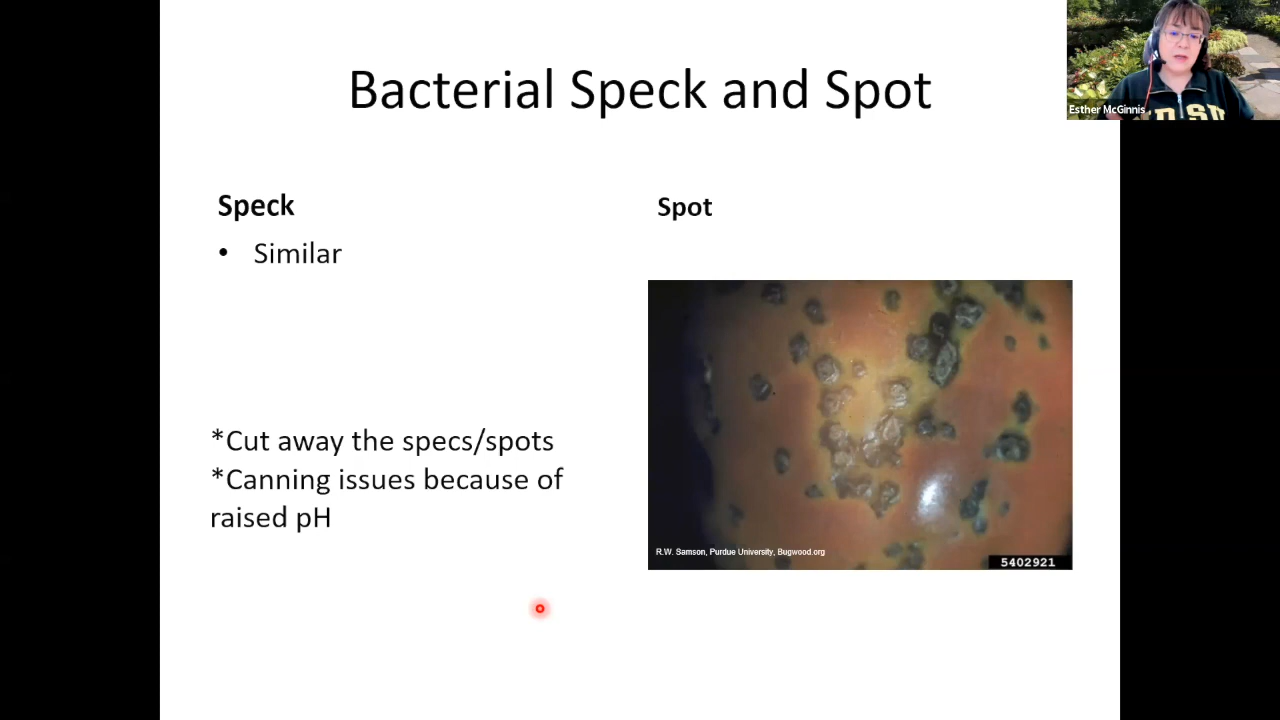 Bacterial Speck and Spot
Esther McGinnis
Speck
Spot
• Similar
*Cut away the specs/spots
*Canning issues because of
raised pH
R.W. Samson, Purdue University, Bugwood.org
5402921